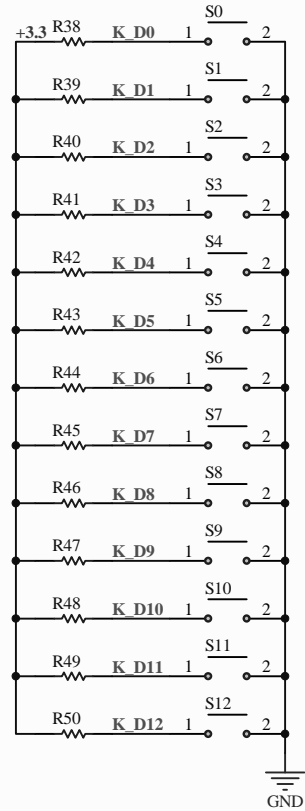 S0
+3.3 R38 K_D0 1 2
S1
R39 K_D1 1 2
S2
R40 K_D2 1 2
S3
R41 K_D3 1 2
S4
R42 K_D4 1 2
S5
R43 K_D5 1 2
S6
R44 K_D6 1 2
S7
R45 K_D7 1 2
S8
R46 K_D8 1 2
S9
R47 K_D9 1 2
S10
R48 K_D10 1 2
S11
R49 K_D11 1 2
S12
R50 K_D12 1 2
GND